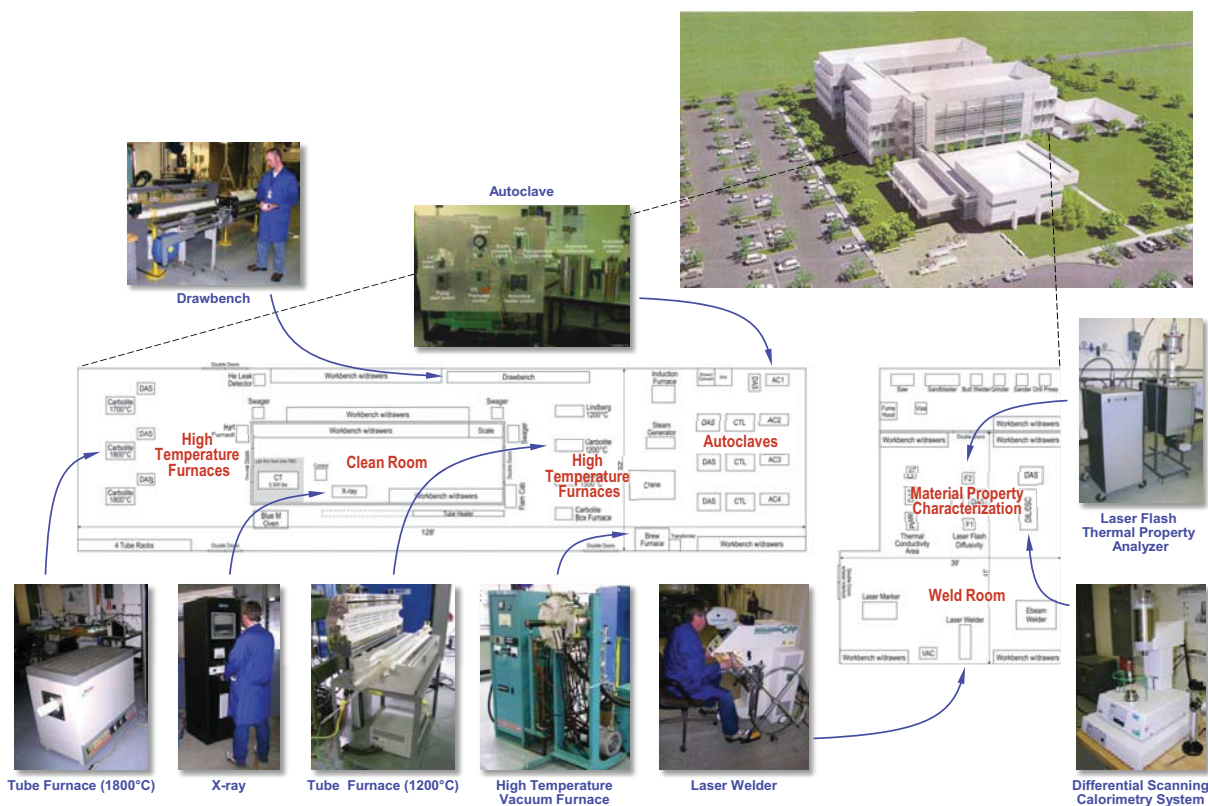 Autoclave
Drawbench
Double Doors
He Leak
Detector
Workbench w/drawers
Drawbench
Induction
Furnace
DAS
AC1
DAS
Carbolite
1700°C
Swager
Workbench w/drawers
Swager
Lindberg
1200°C
DAS
CTL
AC2
Workbench w/drawers
Scale
Swager
Steam
Generator
Autoclaves
DAS
Carbolite
1800°C
High
Temperature
Furnaces
Clean Room
Double Doors
Carbolite
1200°C
High
Temperature
Furnaces
DAS
CTL
AC3
Control
CT
X-ray
Crane
DAS
Carbolite
1800°C
Workbench w/drawers
Blue M
Oven
Tube Heater
Carbolite
Box Furnace
DAS
CTL
AC4
128'
4 Tube Racks
Double Doors
Double Doors
Brew
Furnace
Transformer
Workbench w/drawers
Saw
Sandblaster
Butt Welder
Grinder
Sander
Drill Press
Fume
Hood
Workbench w/drawers
Workbench w/drawers
Double Doors
Workbench w/drawers
F2
DAS
Material Property
Characterization
DIL/DSC
F1
Thermal
Conductivity
Area
Laser Flash
Diffusivity
39'
41'
Weld Room
Laser Marker
Laser Welder
Ebeam
Welder
Workbench w/drawers
VAC
Workbench w/drawers
Laser Flash
Thermal Property
Analyzer
Tube Furnace (1800°C)
X-ray
Tube Furnace (1200°C)
High Temperature
Vacuum Furnace
Laser Welder
Differential Scanning
Calorimetry System